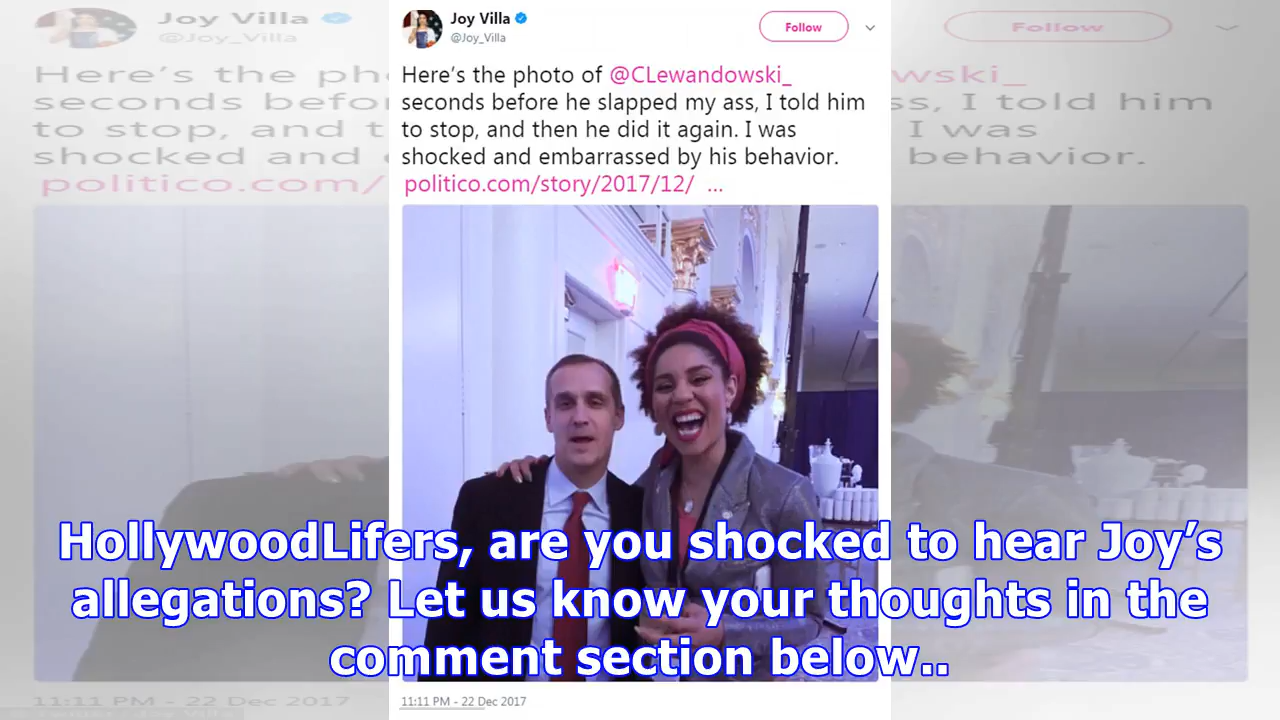 Joy Villa
@Joy_Villa
Follow
Here's the photo of @CLewandowski_
seconds before he slapped my ass, I told him
to stop, and then he did it again. I was
shocked and embarrassed by his behavior.
politico.com/story/2017/12/ ...
HollywoodLifers, are you shocked to hear Joy's
allegations? Let us know your thoughts in the
comment section below..
11:11 PM - 22 Dec 2017